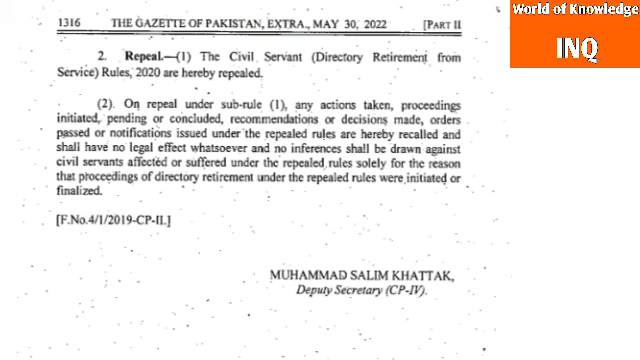 World of Knowledge
INQ
1316 THE GAZETTE OF PAKISTAN, EXTRA., MAY 30, 2022 [PART II
2. Repeal.—(1) The Civil Servant (Directory Retirement from
Service) Rules, 2020 are hereby repealed.
(2). On repeal under sub-rule (1), any actions taken, proceedings
initiated, pending or concluded, recommendations or decisions made, orders
passed or notifications issued under the repealed rules are hereby recalled and
shall have no legal effect whatsoever and no inferences shall be drawn against
civil servants affected or suffered under the repealed rules solely for the reason
that proceedings of directory retirement under the repealed rules were initiated or
finalized.
[F.No.4/1/2019-CP-II.]
MUHAMMAD SALIM KHATTAK,
Deputy Secretary (CP-IV).